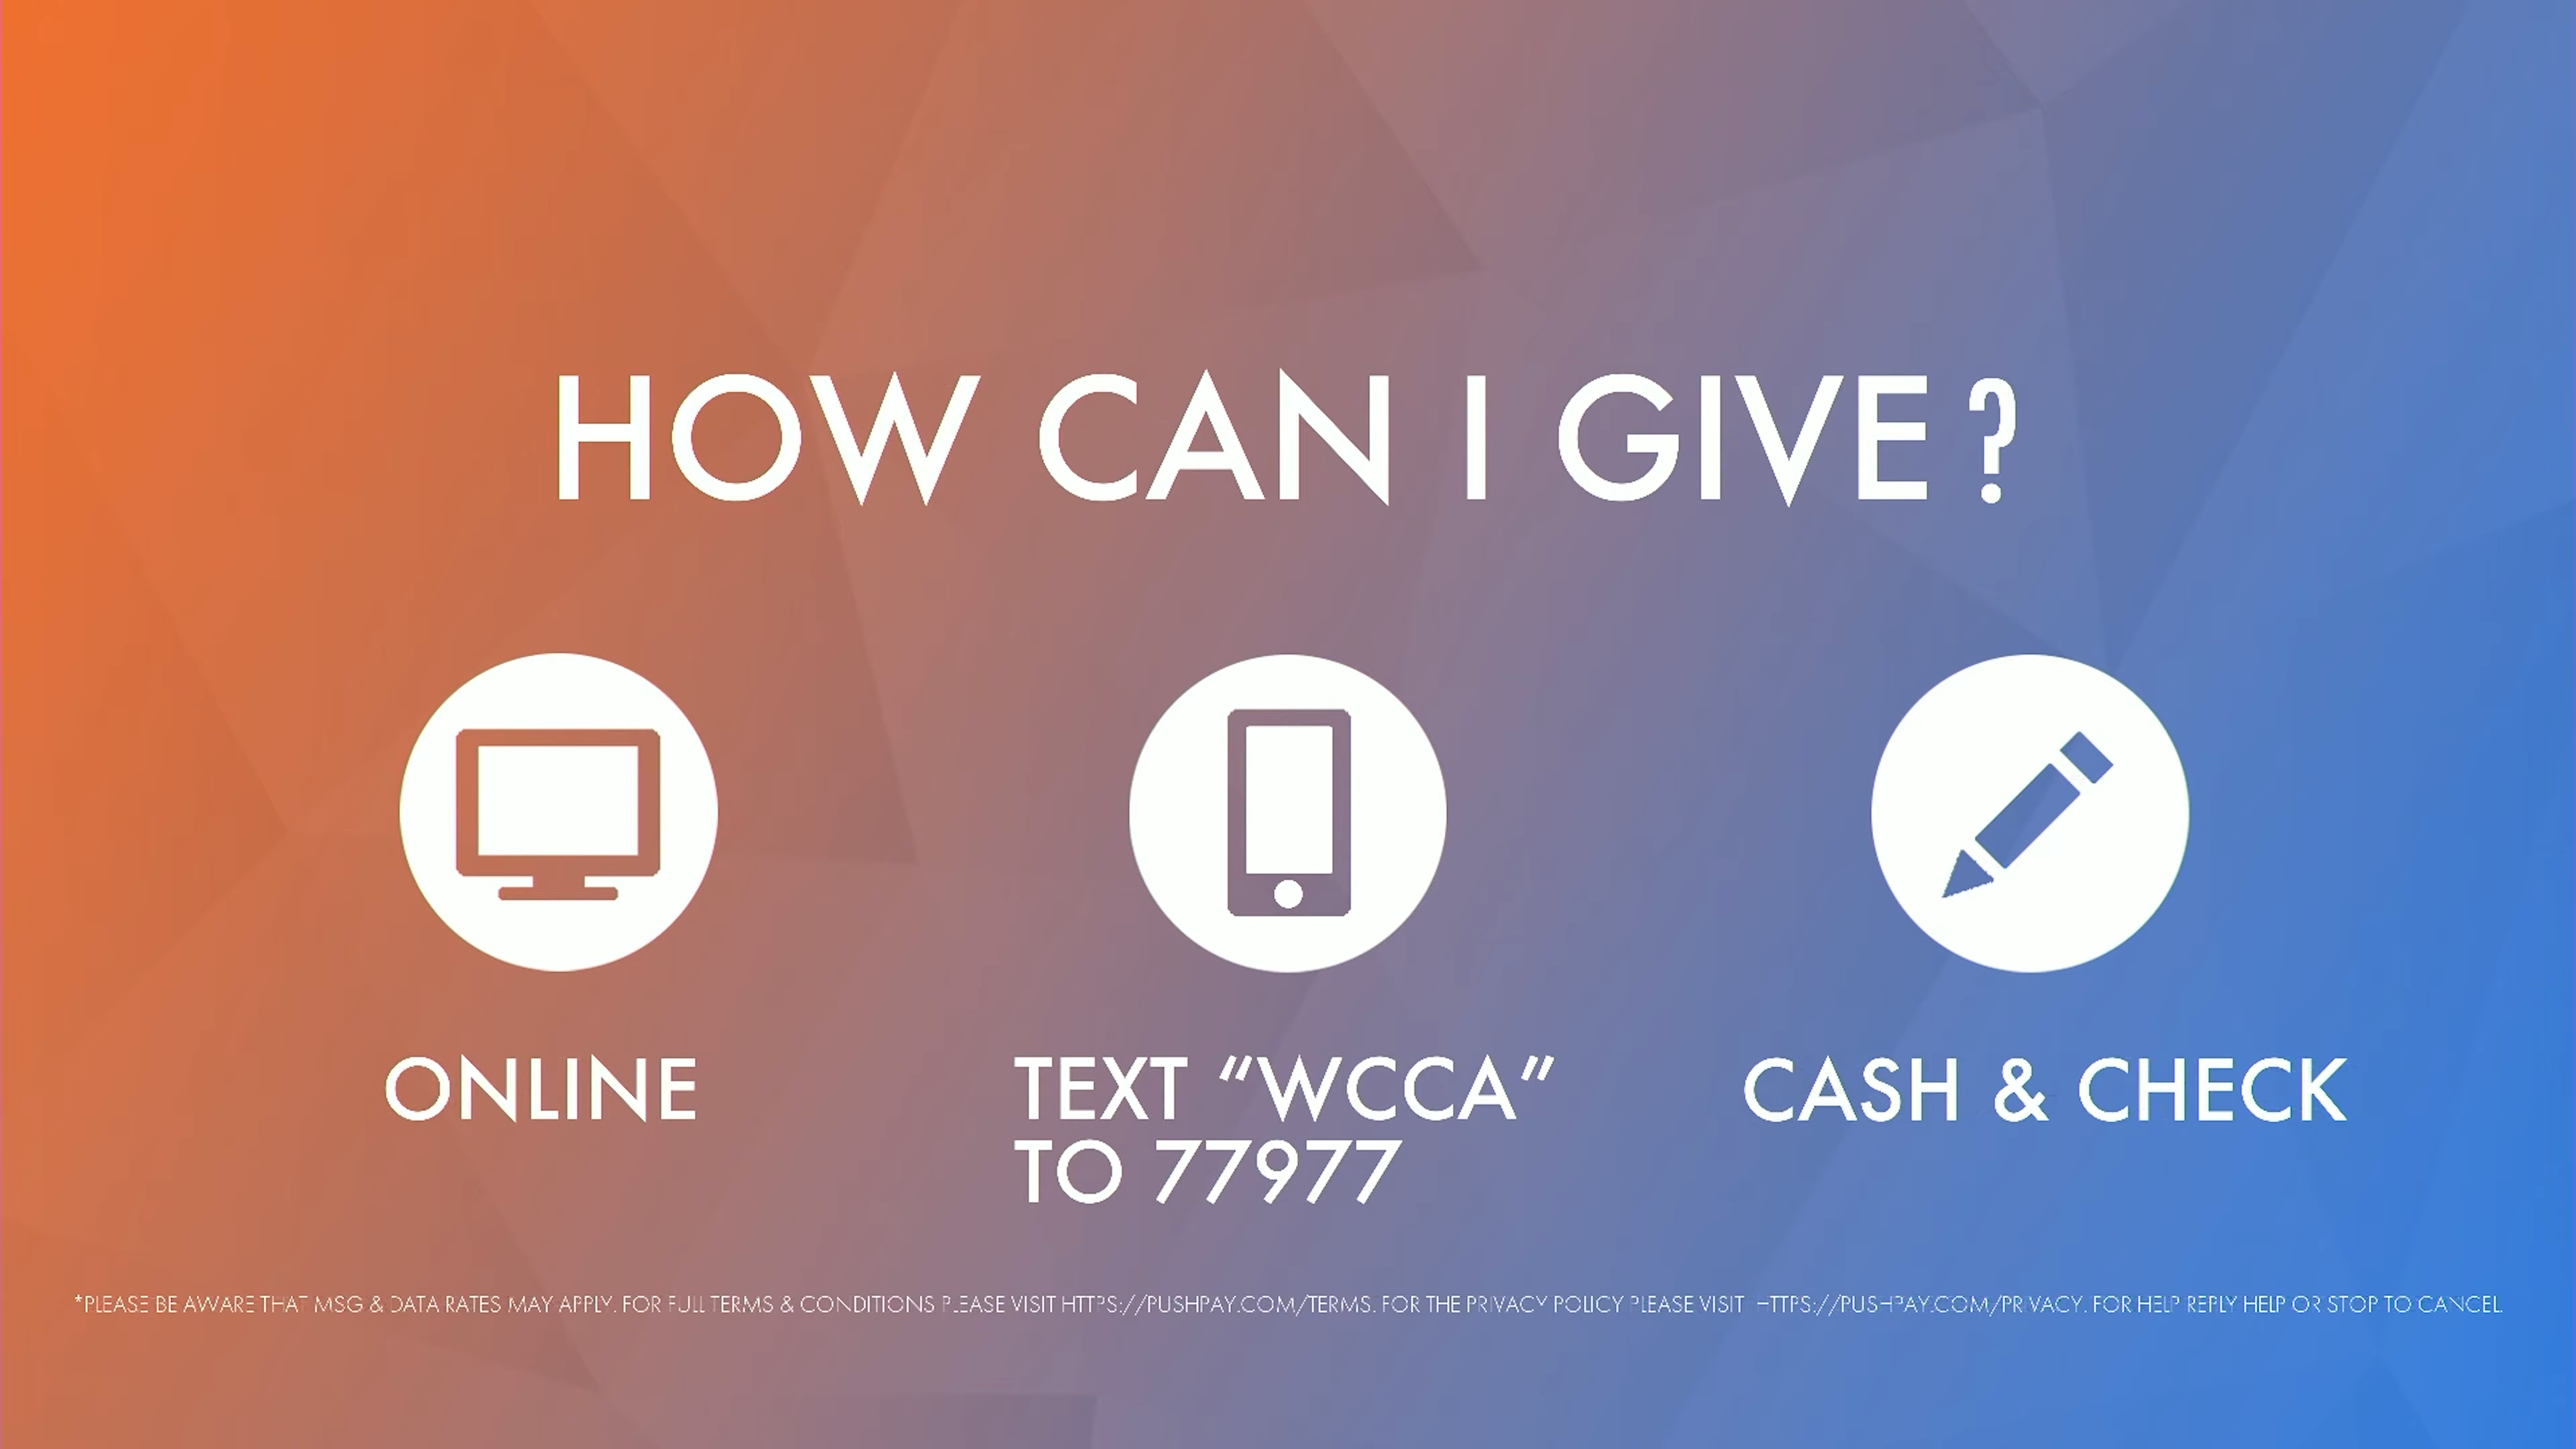 HOW CAN I GIVE?
ONLINE
TEXT “WCCA”
TO 77977
CASH & CHECK
*PLEASE BE AWARE THAT MSG & DATA RATES MAY APPLY. FOR FULL TERMS & CONDITIONS PLEASE VISIT HTTPS://PUSHPAY.COM/TERMS. FOR THE PRIVACY POLICY PLEASE VISIT HTTPS://PUSHPAY.COM/PRIVACY. FOR HELP REPLY HELP OR STOP TO CANCEL